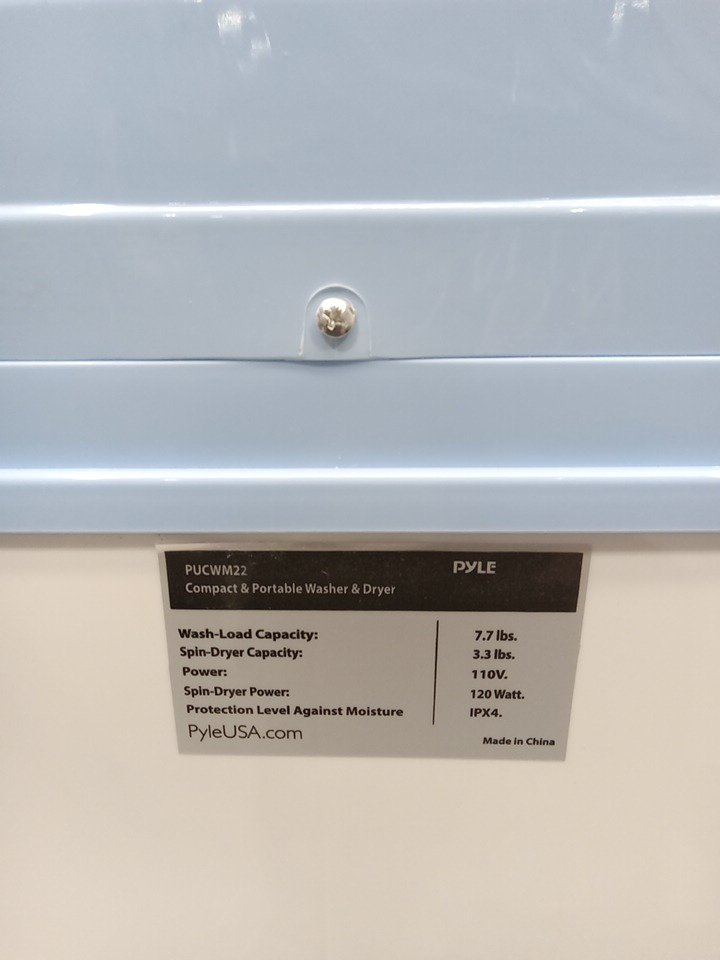 PUCWM22 PYLE
Compact & Portable Washer & Dryer
Wash-Load Capacity: 7.7 lbs.
Spin-Dryer Capacity: 3.3 lbs.
Power: 110V.
Spin-Dryer Power: 120 Watt.
Protection Level Against Moisture IPX4.
PyleUSA.com Made in China